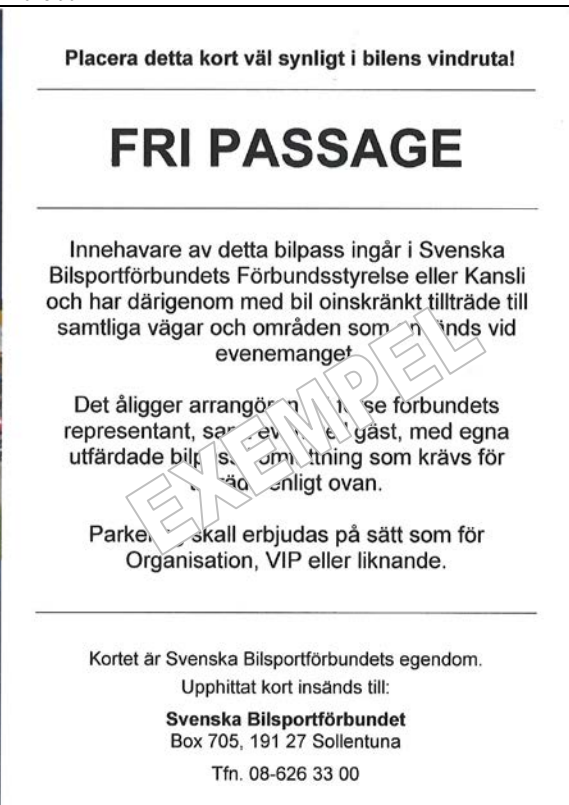 Placera detta kort väl synligt i bilens vindruta!
FRI PASSAGE
Innehavare av detta bilpass ingår i Svenska
Bilsportförbundets Förbundsstyrelse eller Kansli
och har därigenom med bil oinskränkt tillträde till
samtliga vägar och områden som vid
evenemanget
Det åligger arrangören förbundets
representant, gäst, med egna
utfärdade som krävs för
enligt ovan.
skall erbjudas på sätt som för
Organisation, VIP eller liknande.
EXEMPEL
Kortet är Svenska Bilsportförbundets egendom.
Upphittat kort insänds till:
Svenska Bilsportförbundet
Box 705, 191 27 Sollentuna
Tfn. 08-626 33 00